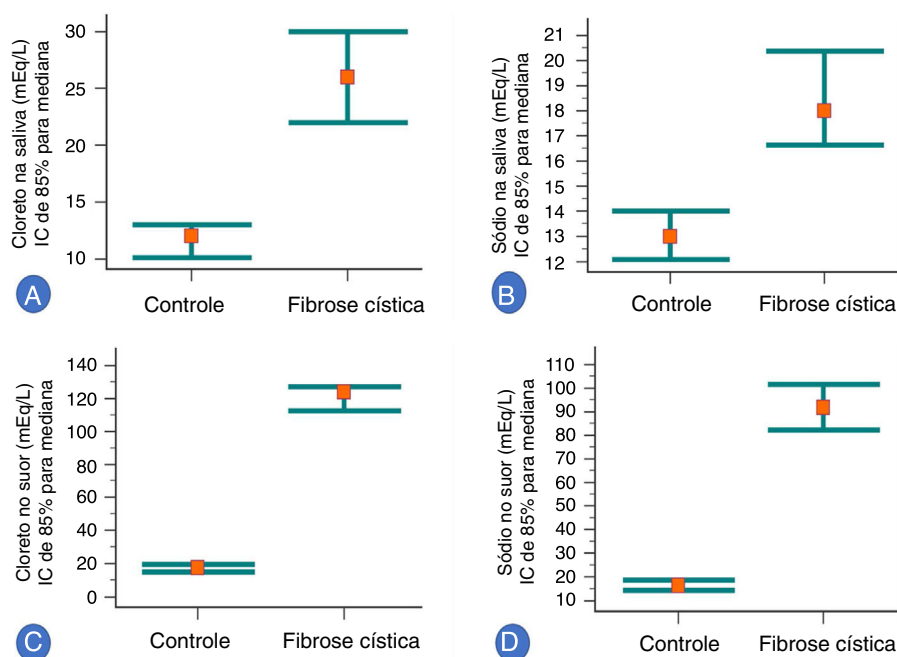 Cloreto na saliva (mEq/L)
IC de 85% para mediana
30
25
20
15
10
Controle
Fibrose cística
A
Sódio na saliva (mEq/L)
IC de 85% para mediana
21
20
19
18
17
16
15
14
13
12
Controle
Fibrose cística
B
Cloreto no suor (mEq/L)
IC de 85% para mediana
140
120
100
80
60
40
20
0
Controle
Fibrose cística
C
Sódio no suor (mEq/L)
IC de 85% para mediana
110
100
90
80
70
60
50
40
30
20
10
Controle
Fibrose cística
D